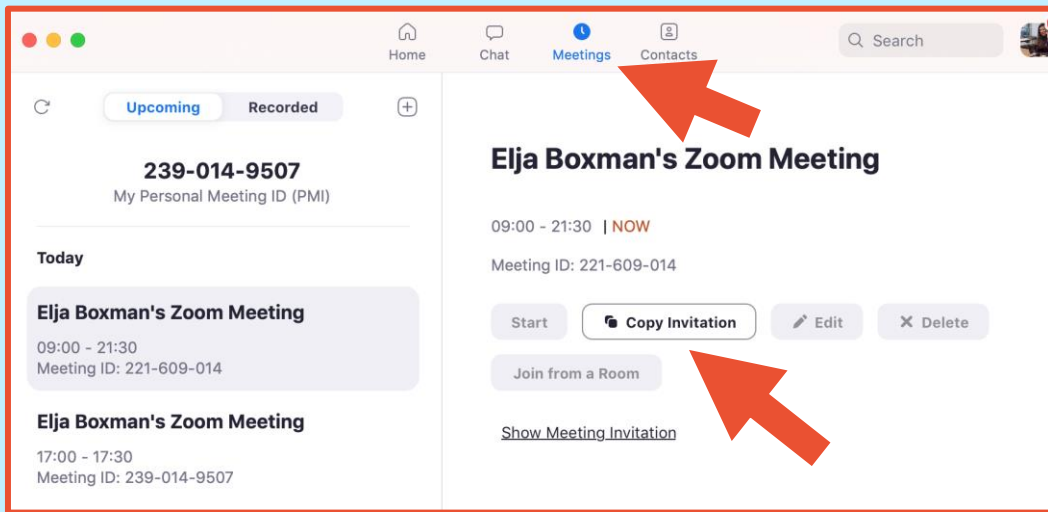 Home
Chat
Meetings
Contacts
Search
Upcoming
Recorded
239-014-9507
My Personal Meeting ID (PMI)
Today
Elja Boxman's Zoom Meeting
09:00 - 21:30
Meeting ID: 221-609-014
Elja Boxman's Zoom Meeting
17:00 - 17:30
Meeting ID: 239-014-9507
Elja Boxman's Zoom Meeting
09:00 - 21:30 | NOW
Meeting ID: 221-609-014
Start
Copy Invitation
Edit
Delete
Join from a Room
Show Meeting Invitation